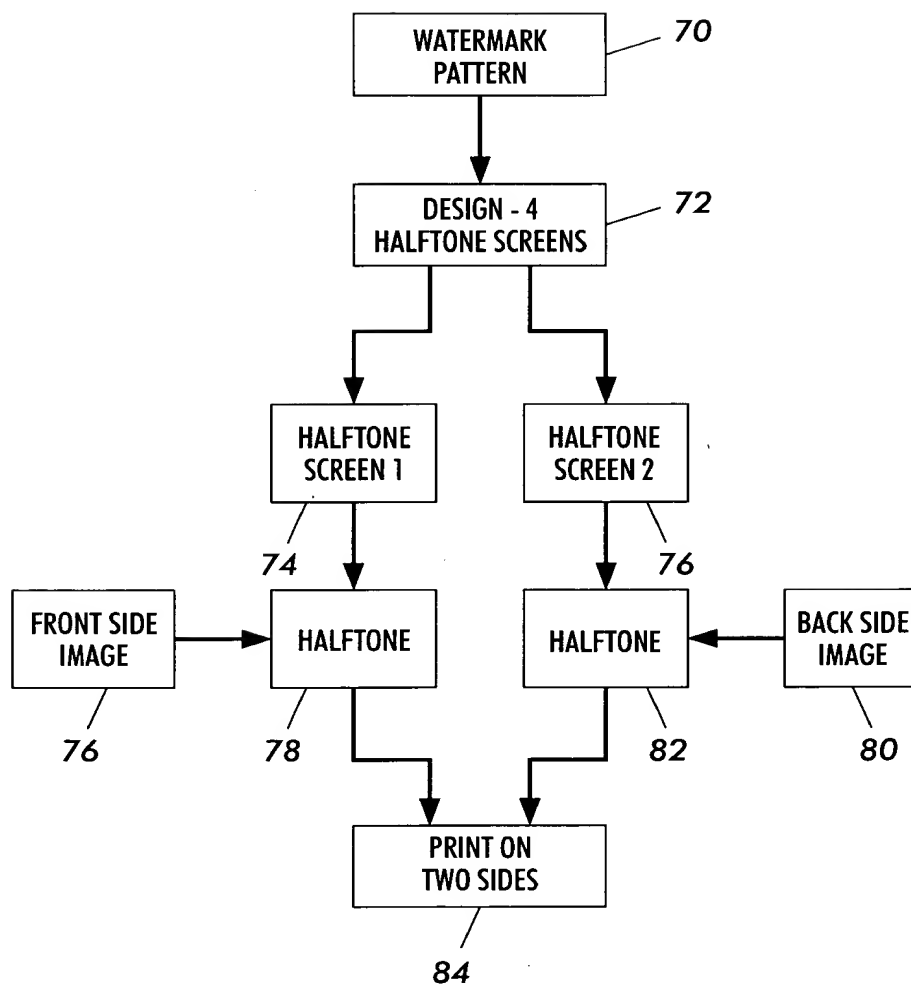 WATERMARK
PATTERN
70
DESIGN - 4
HALFTONE SCREENS
72
HALFTONE
SCREEN 1
74
HALFTONE
SCREEN 2
76
FRONT SIDE
IMAGE
76
HALFTONE
78
HALFTONE
82
BACK SIDE
IMAGE
80
PRINT ON
TWO SIDES
84